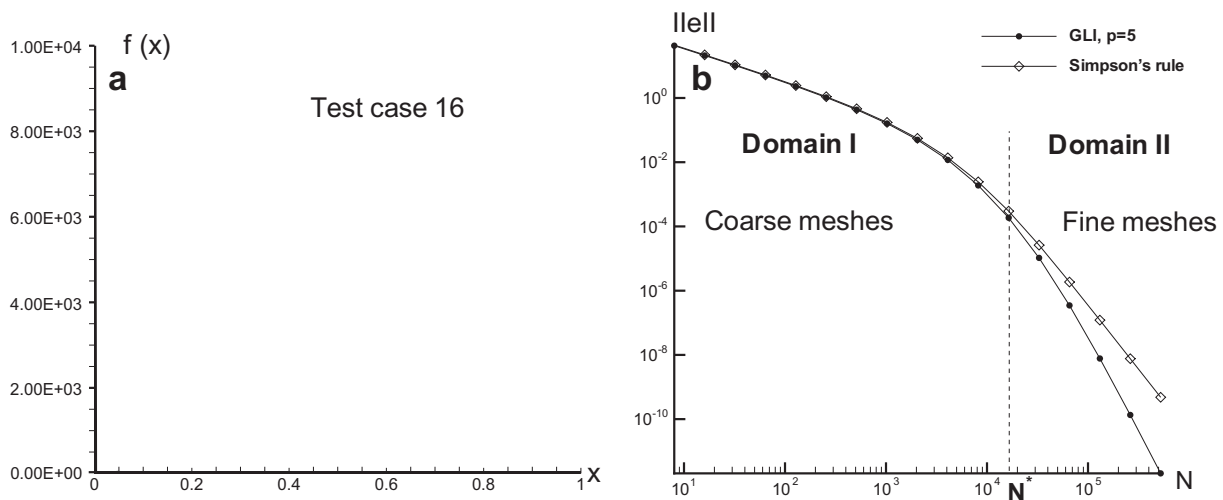 f (x)
a
Test case 16
1.00E+04
8.00E+03
6.00E+03
4.00E+03
2.00E+03
0.00E+00
0 0.2 0.4 0.6 0.8 1
x
IIeII
b
GLI, p=5
Simpson's rule
Domain I
Domain II
Coarse meshes
Fine meshes
10^0
10^-2
10^-4
10^-6
10^-8
10^-10
10^1 10^2 10^3 10^4 10^5
N*
N